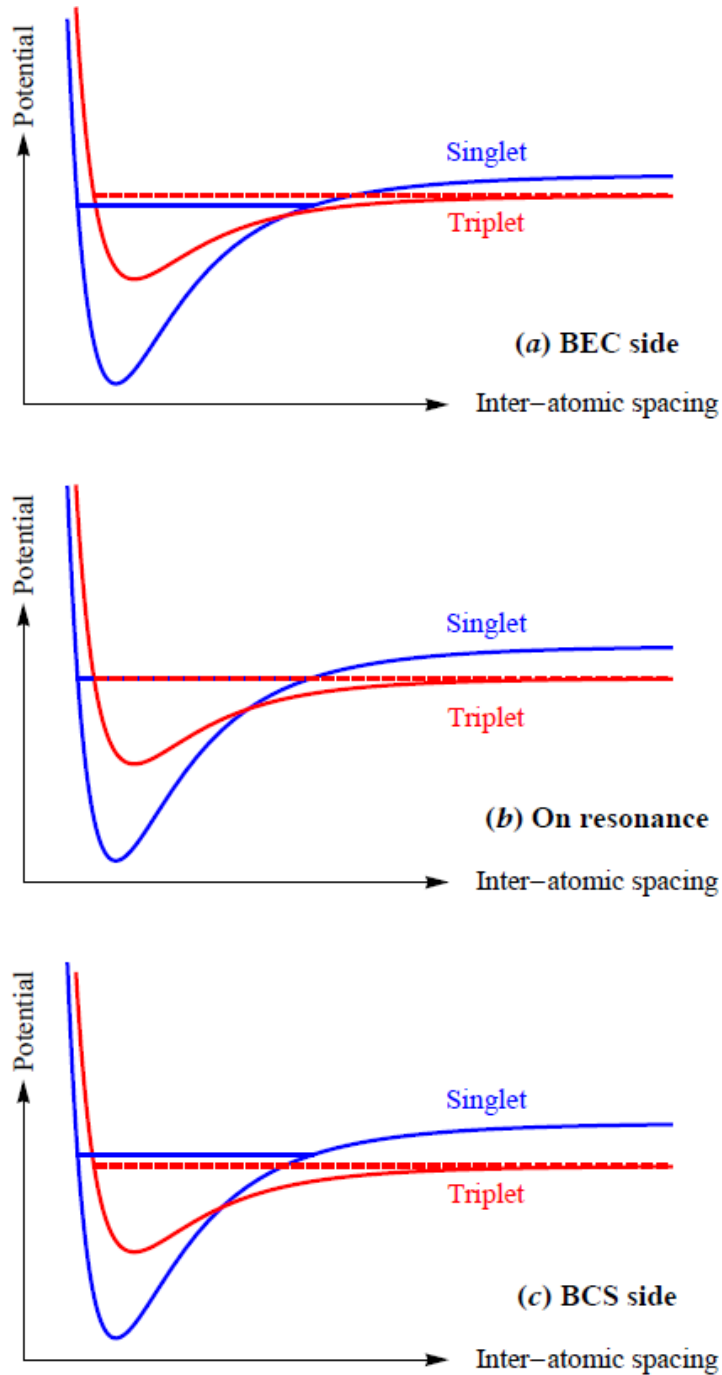 Potential
Singlet
Triplet
(a) BEC side
Inter–atomic spacing
Potential
Singlet
Triplet
(b) On resonance
Inter–atomic spacing
Potential
Singlet
Triplet
(c) BCS side
Inter–atomic spacing